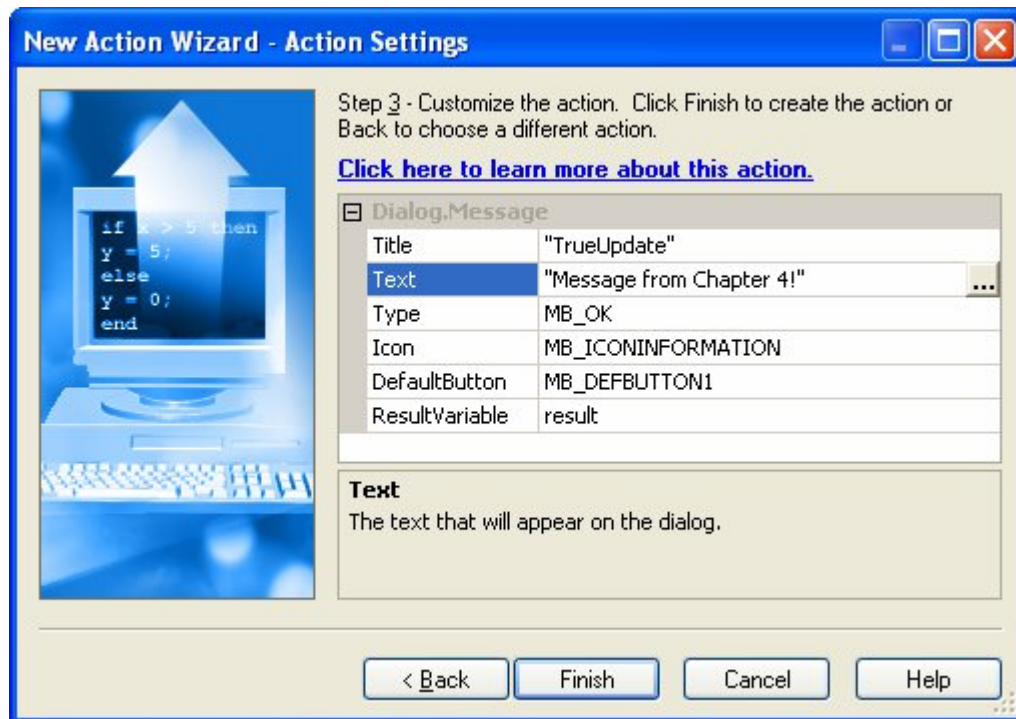 New Action Wizard - Action Settings
Step 3 - Customize the action. Click Finish to create the action or
Back to choose a different action.
Click here to learn more about this action.
if x > 5 then
y = 5;
else
y = 0;
end
Dialog.Message
Title "TrueUpdate"
Text "Message from Chapter 4!" ...
Type MB_OK
Icon MB_ICONINFORMATION
DefaultButton MB_DEFBUTTON1
ResultVariable result
Text
The text that will appear on the dialog.
< Back Finish Cancel Help